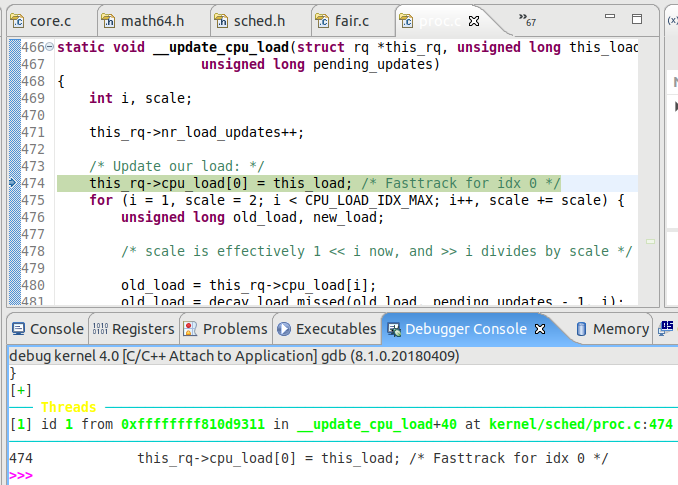 core.c math64.h sched.h fair.c proc.c »67
466 static void __update_cpu_load(struct rq *this_rq, unsigned long this_load
467 unsigned long pending_updates)
468 {
469 int i, scale;
470
471 this_rq->nr_load_updates++;
472
473 /* Update our load: */
474 this_rq->cpu_load[0] = this_load; /* Fasttrack for idx 0 */
475 for (i = 1, scale = 2; i < CPU_LOAD_IDX_MAX; i++, scale += scale) {
476 unsigned long old_load, new_load;
477
478 /* scale is effectively 1 << i now, and >> i divides by scale */
479
480 old_load = this_rq->cpu_load[i];
481 old_load = decay_load_missed(old_load, pending_updates - 1, i);
Console Registers Problems Executables Debugger Console Memory
debug kernel 4.0 [C/C++ Attach to Application] gdb (8.1.0.20180409)
}
[+]
Threads
[1] id 1 from 0xffffffff810d9311 in __update_cpu_load+40 at kernel/sched/proc.c:474
474 this_rq->cpu_load[0] = this_load; /* Fasttrack for idx 0 */
>>>